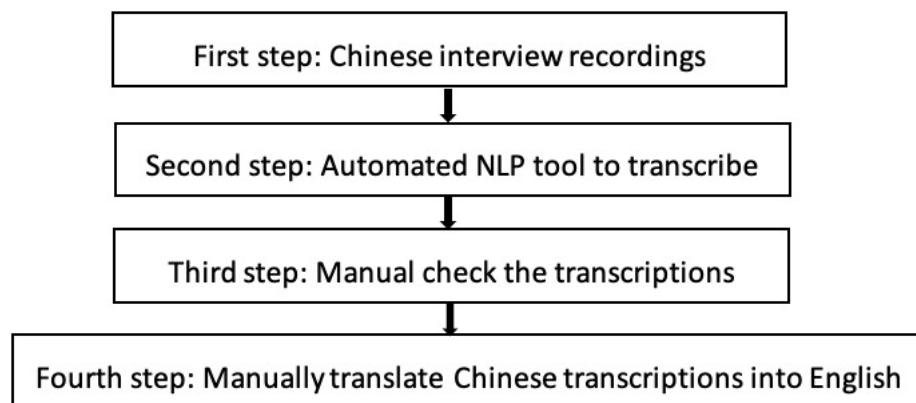 First step: Chinese interview recordings
Second step: Automated NLP tool to transcribe
Third step: Manual check the transcriptions
Fourth step: Manually translate Chinese transcriptions into English